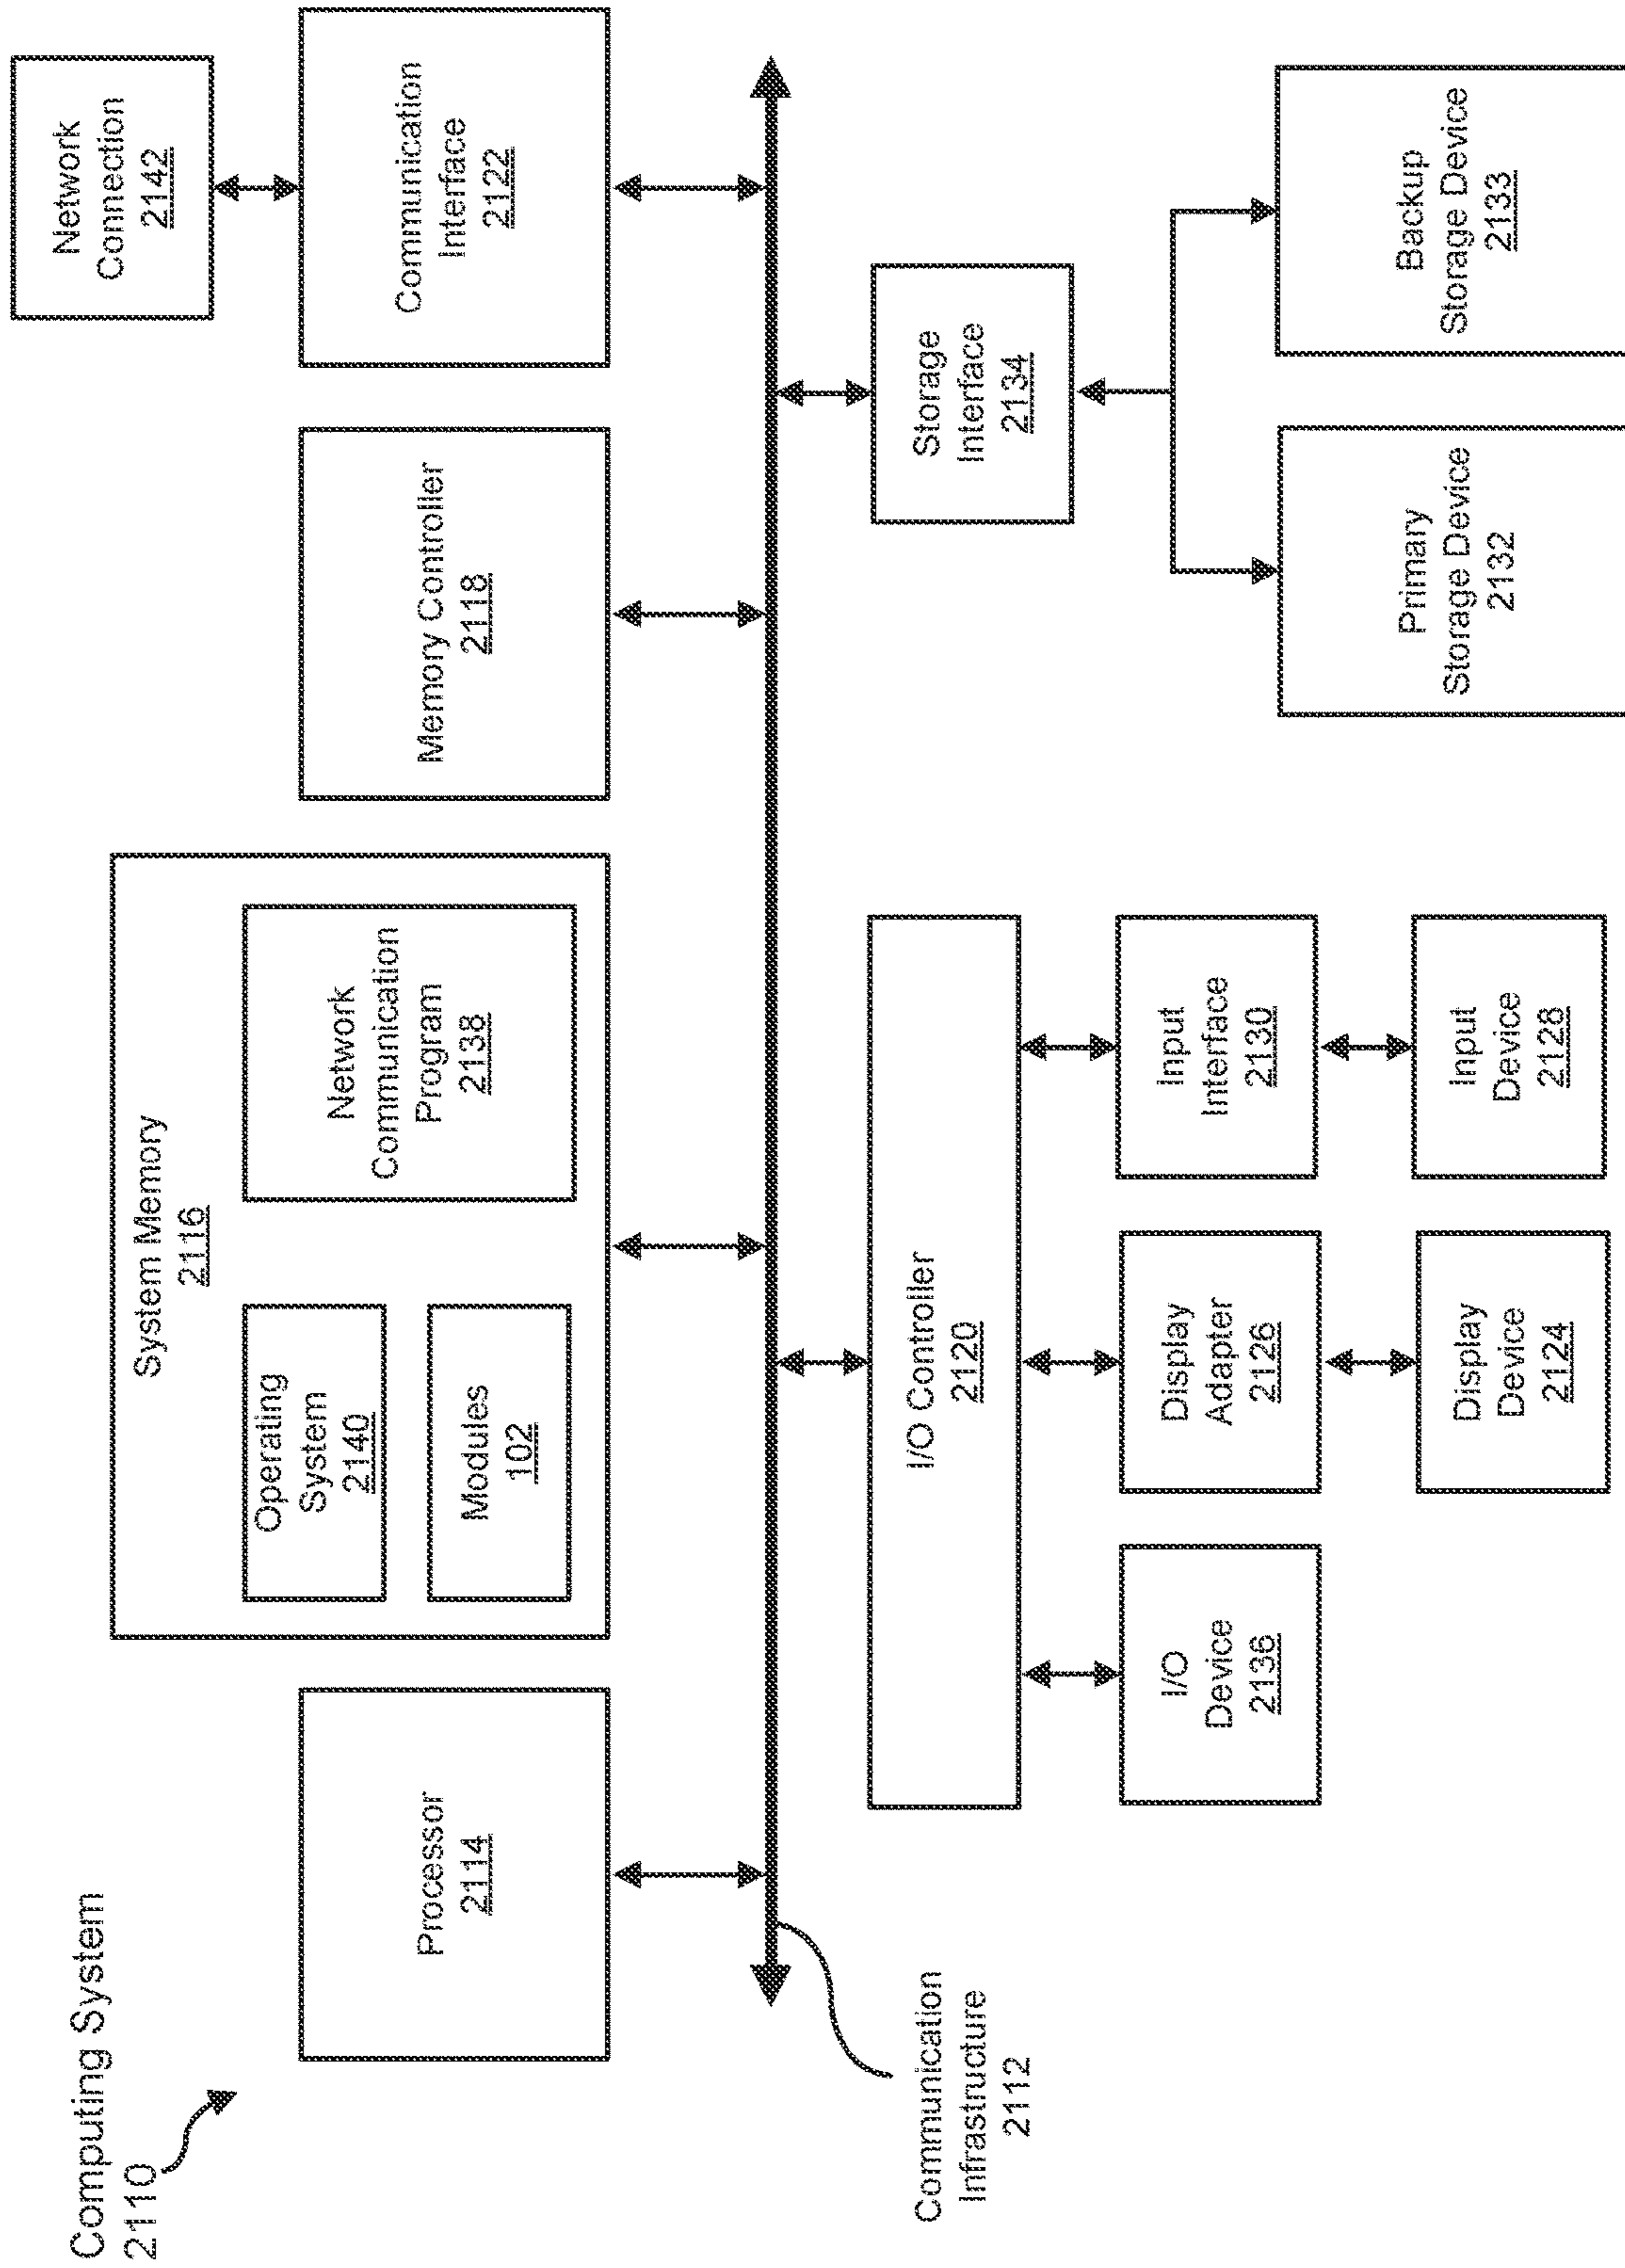 Computing System
2110
Processor
2114
System Memory
2116
Operating
System
2140
Modules
102
Network
Communication
Program
2138
Memory Controller
2118
Communication
Interface
2122
Network
Connection
2142
Communication
Infrastructure
2112
I/O Controller
2120
Storage
Interface
2134
I/O
Device
2136
Display
Adapter
2126
Input
Interface
2130
Display
Device
2124
Input
Device
2128
Primary
Storage Device
2132
Backup
Storage Device
2133